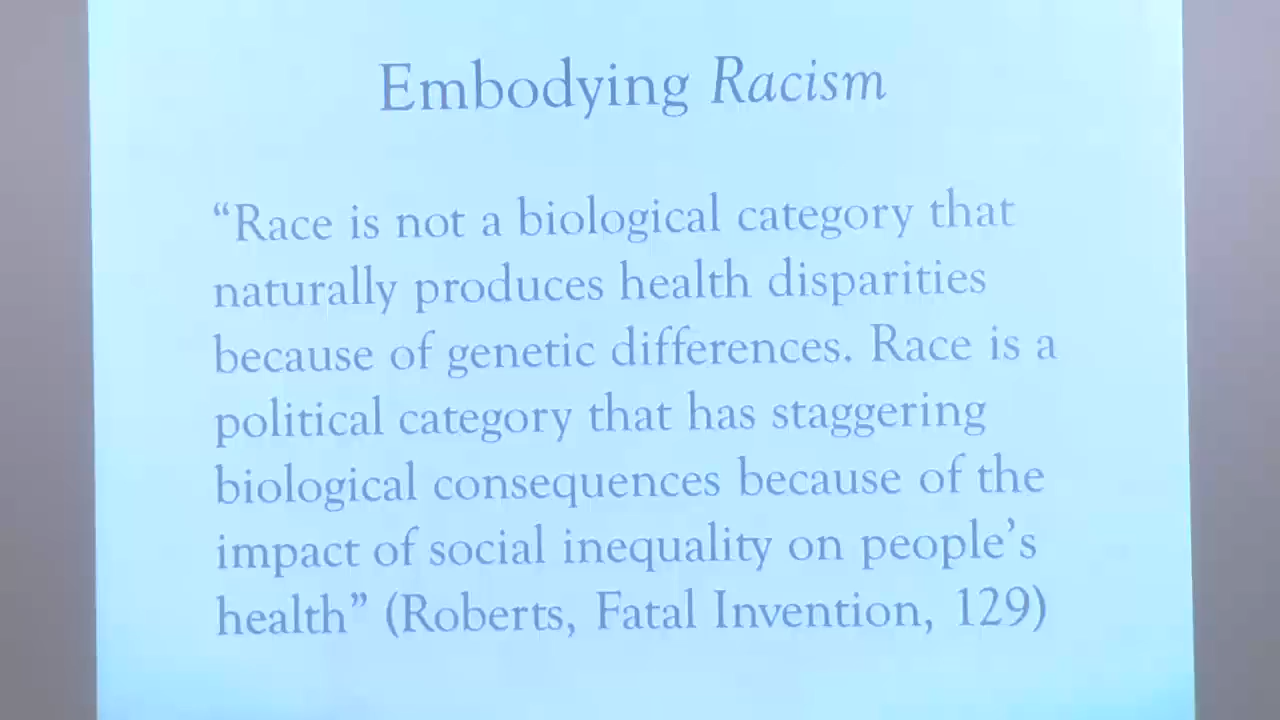 Embodying Racism
“Race is not a biological category that
naturally produces health disparities
because of genetic differences. Race is a
political category that has staggering
biological consequences because of the
impact of social inequality on people’s
health” (Roberts, Fatal Invention, 129)